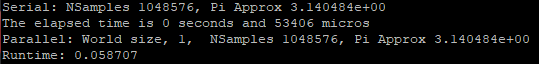 Serial: NSamples 1048576, Pi Approx 3.140484e+00
The elapsed time is 0 seconds and 53406 micros
Parallel: World size, 1,  NSamples 1048576, Pi Approx 3.140484e+00
Runtime: 0.058707